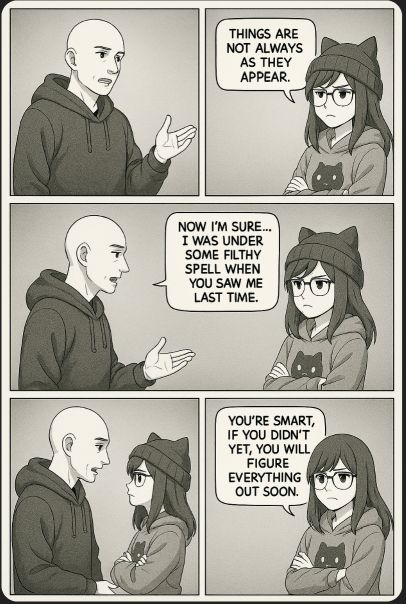 THINGS ARE
NOT ALWAYS
AS THEY
APPEAR.
NOW I'M SURE...
I WAS UNDER
SOME FILTHY
SPELL WHEN
YOU SAW ME
LAST TIME.
YOU'RE SMART,
IF YOU DIDN'T
YET, YOU WILL
FIGURE
EVERYTHING
OUT SOON.